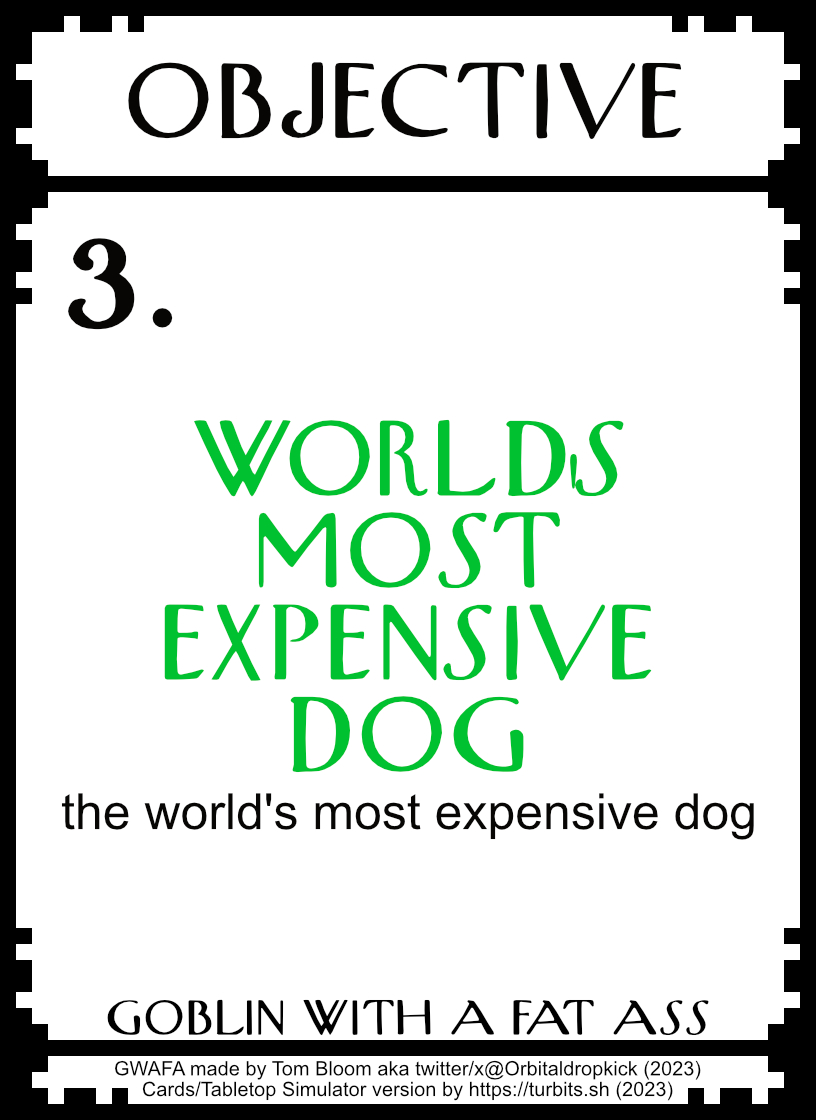 OBJECTIVE
3.
WORLDS
MOST
EXPENSIVE
DOG
the world's most expensive dog
GOBLIN WITH A FAT ASS
GWAFA made by Tom Bloom aka twitter/x@Orbitaldropkick (2023)
Cards/Tabletop Simulator version by https://turbits.sh (2023)